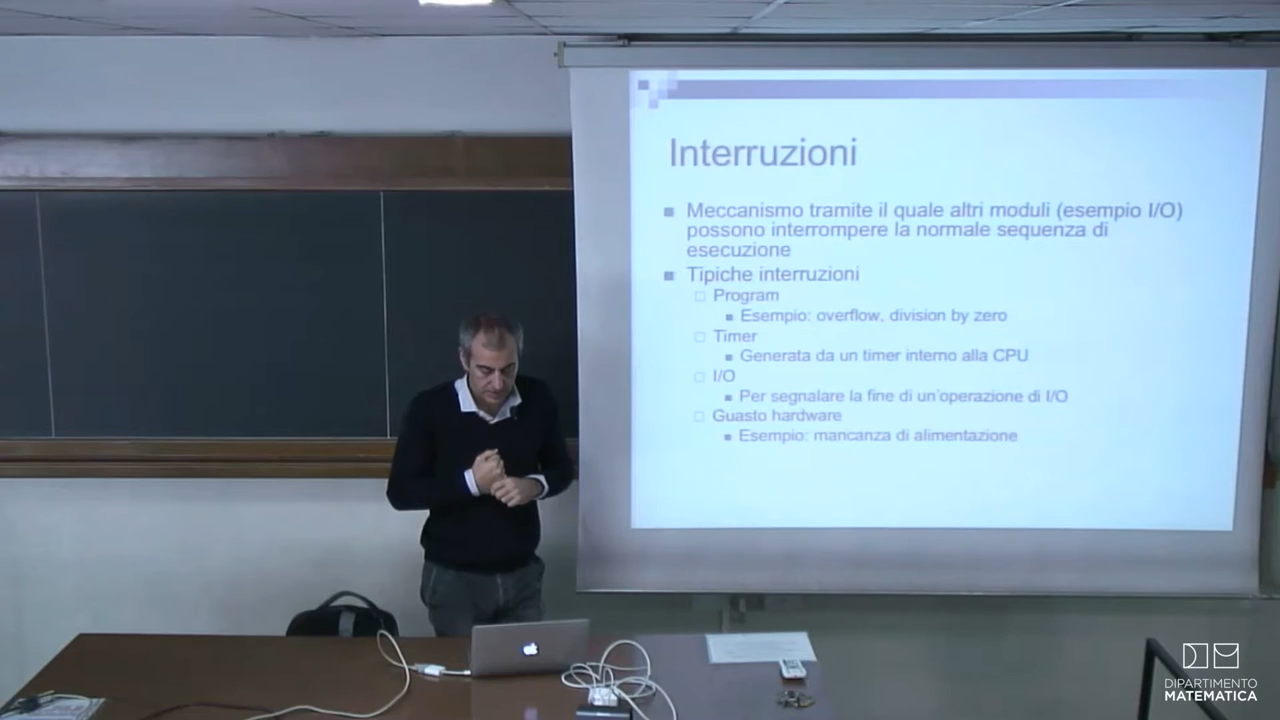 Interruzioni
Meccanismo tramite il quale altri moduli (esempio I/O)
possono interrompere la normale sequenza di
esecuzione
Tipiche interruzioni
Program
Esempio: overflow, division by zero
Timer
Generata da un timer interno alla CPU
I/O
Per segnalare la fine di un'operazione di I/O
Guasto hardware
Esempio: mancanza di alimentazione
DIPARTIMENTO
MATEMATICA